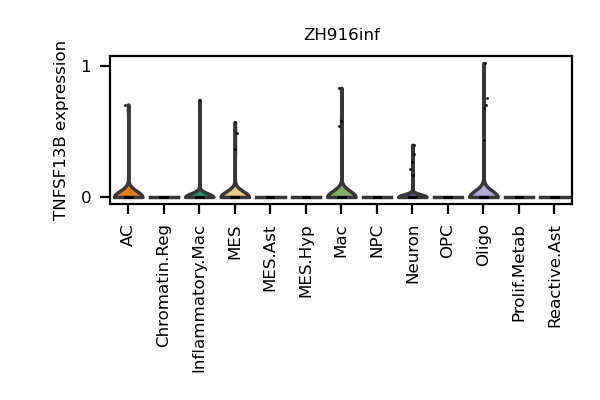 ZH916inf
TNFSF13B expression
1
0
AC
Chromatin.Reg
Inflammatory.Mac
MES
MES.Ast
MES.Hyp
Mac
NPC
Neuron
OPC
Oligo
Prolif.Metab
Reactive.Ast